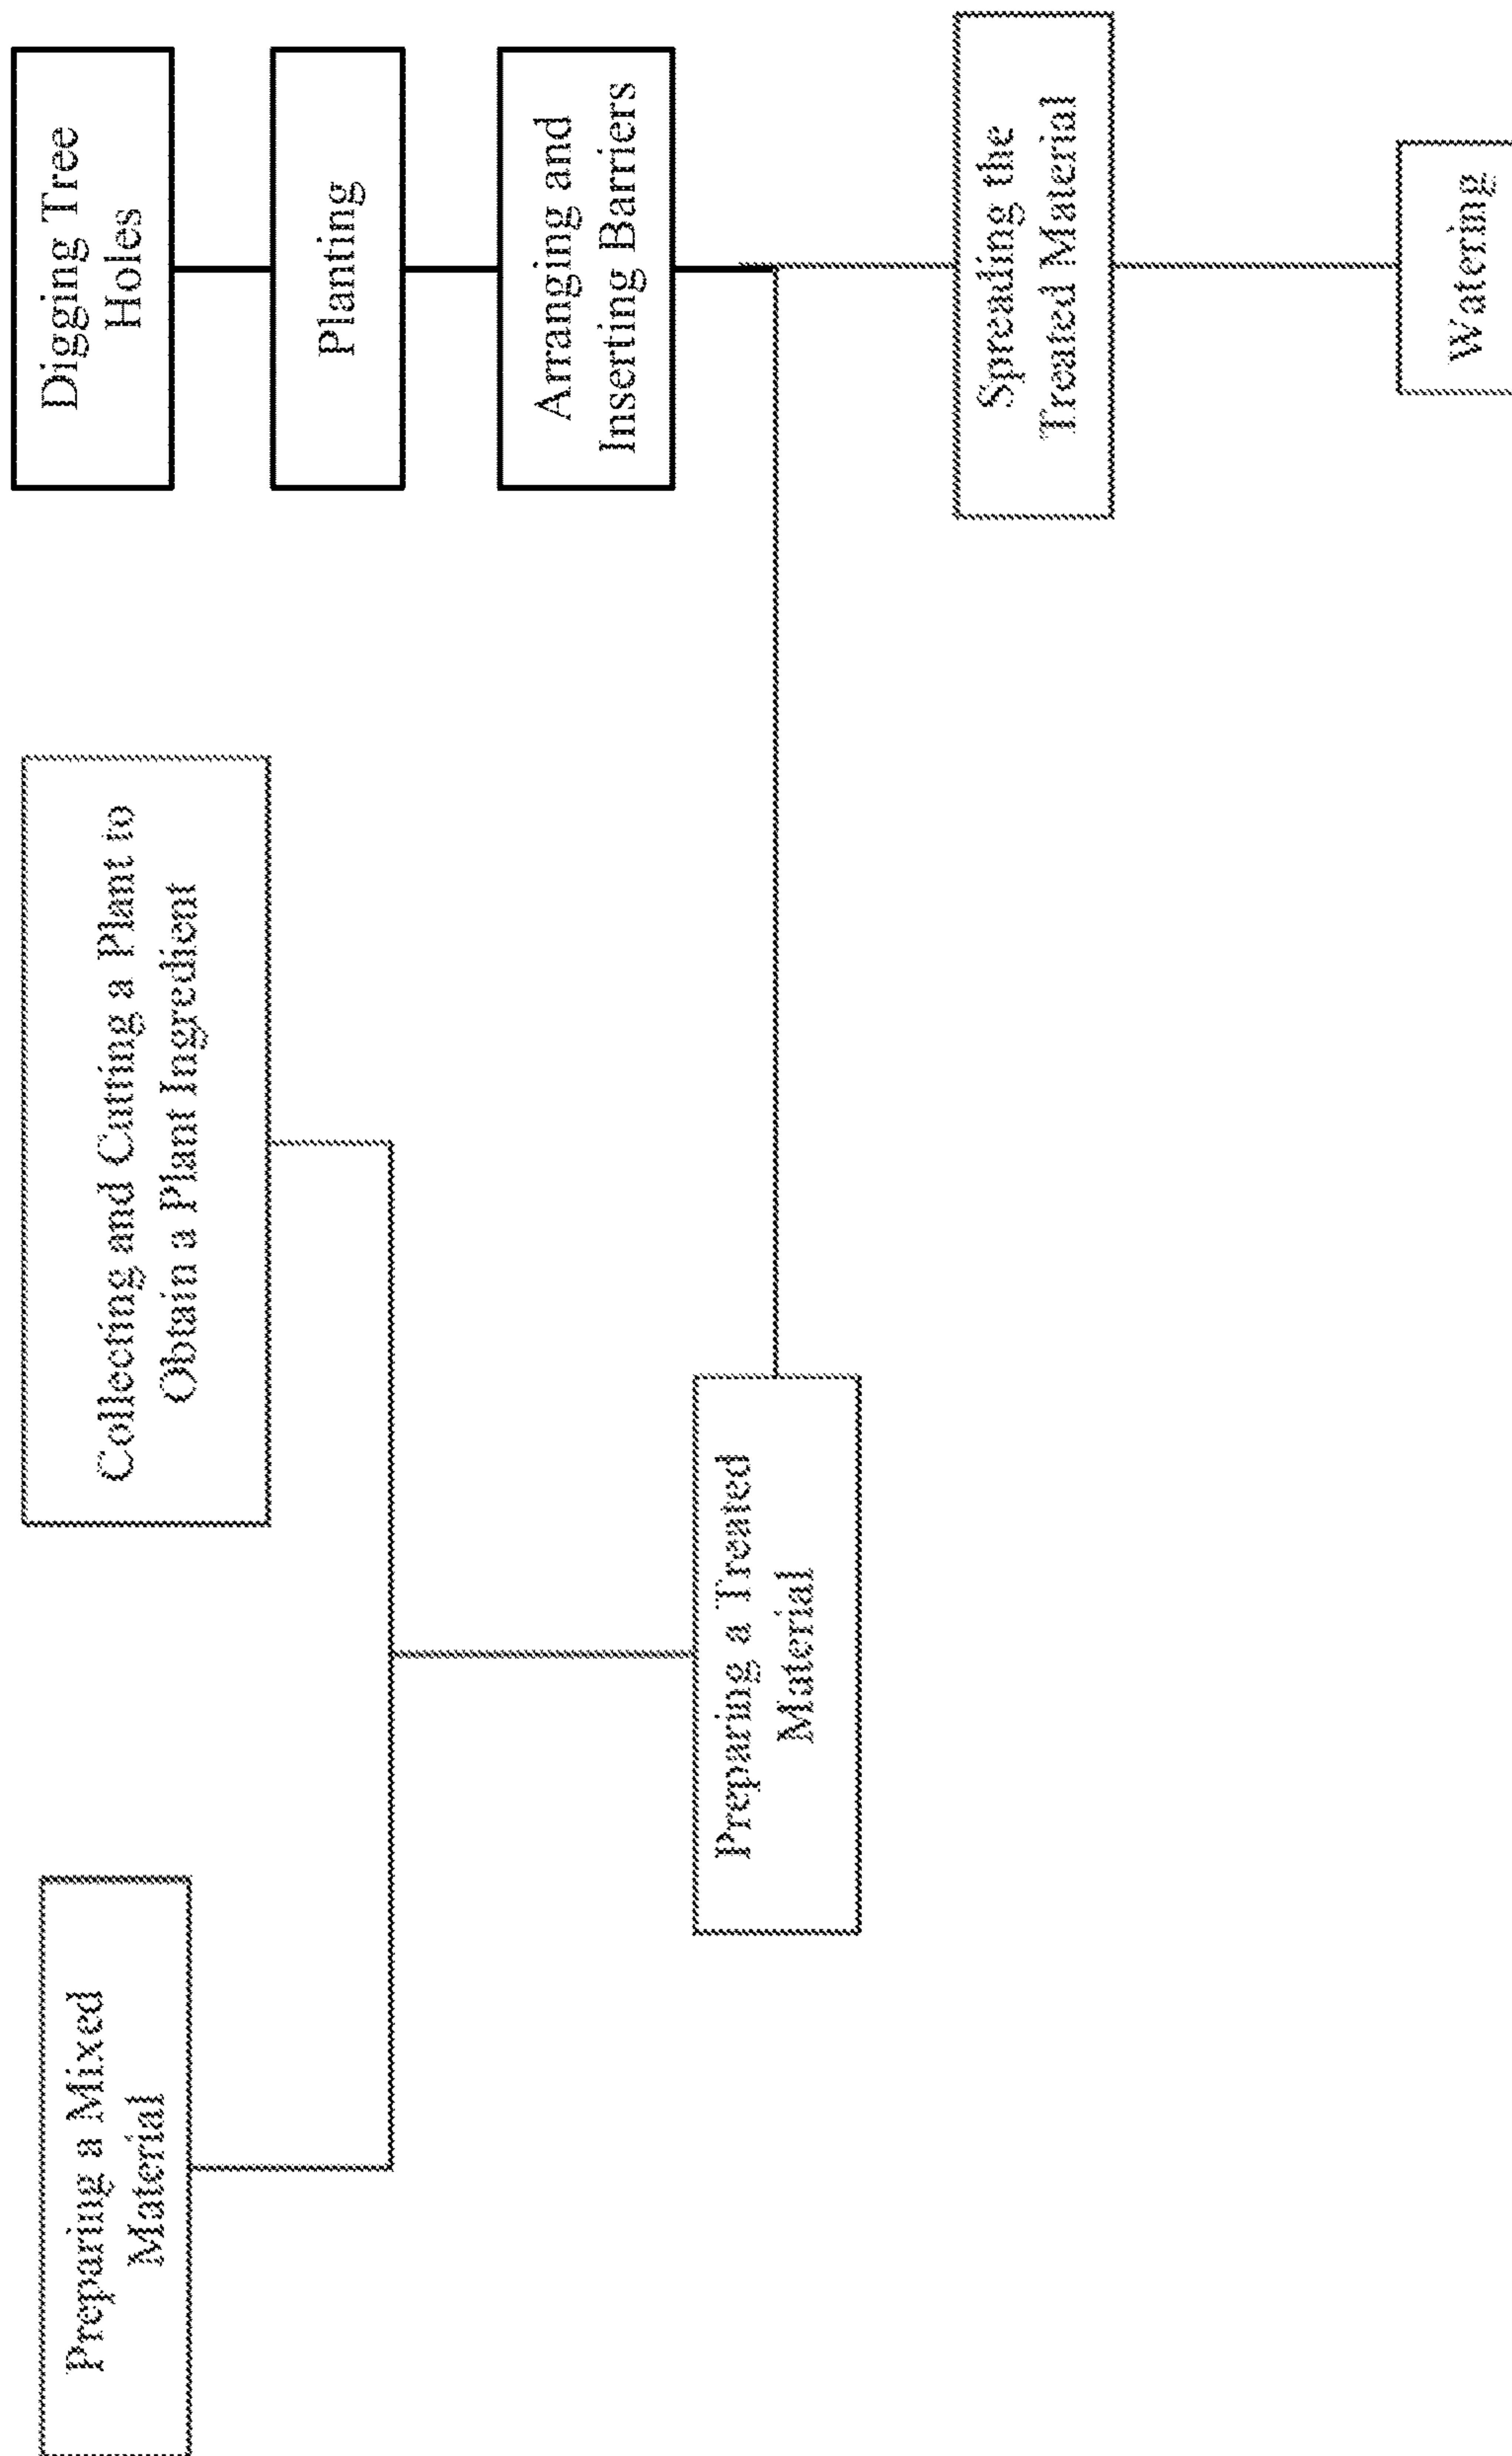 Preparing a Mixed
Material
Collecting and Cutting a Plant to
Obtain a Plant Ingredient
Digging Tree
Holes
Planting
Arranging and
Inserting Barriers
Preparing a Treated
Material
Spreading the
Treated Material
Watering